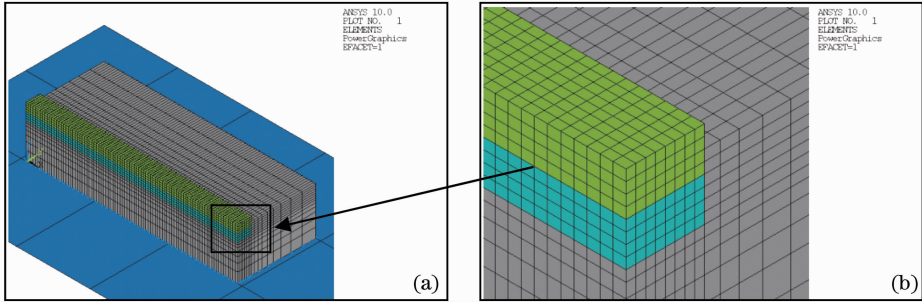 ANSYS 10.0
PLOT NO. 1
ELEMENTS
PowerGraphics
EFACET=1
(a)
ANSYS 10.0
PLOT NO. 1
ELEMENTS
PowerGraphics
EFACET=1
(b)